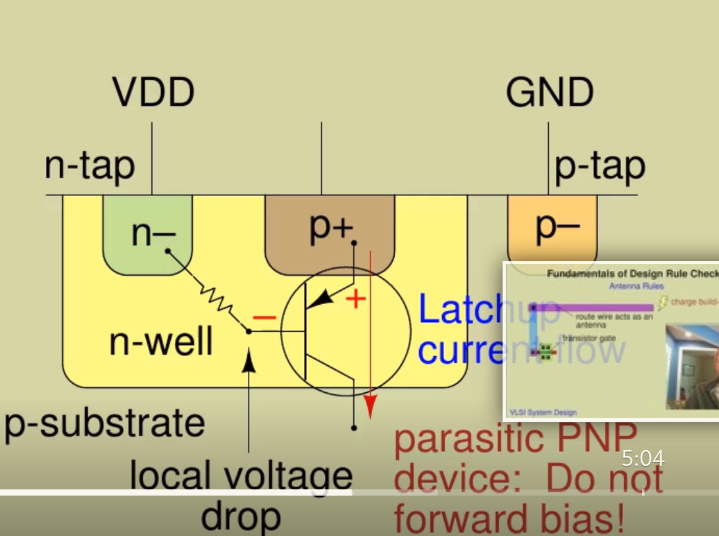 VDD
GND
n-tap
p-tap
n–
p+
p–
+
–
n-well
Latchup
current flow
p-substrate
local voltage
drop
parasitic PNP
device: Do not
forward bias!
Fundamentals of Design Rule Check
Antenna Rules
charge build-
route wire acts as an
antenna
transistor gate
VLSI System Design
5:04